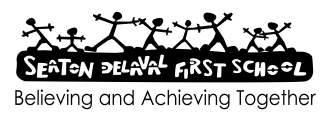 SEATON DELAVAL FIRST SCHOOL
Believing and Achieving Together